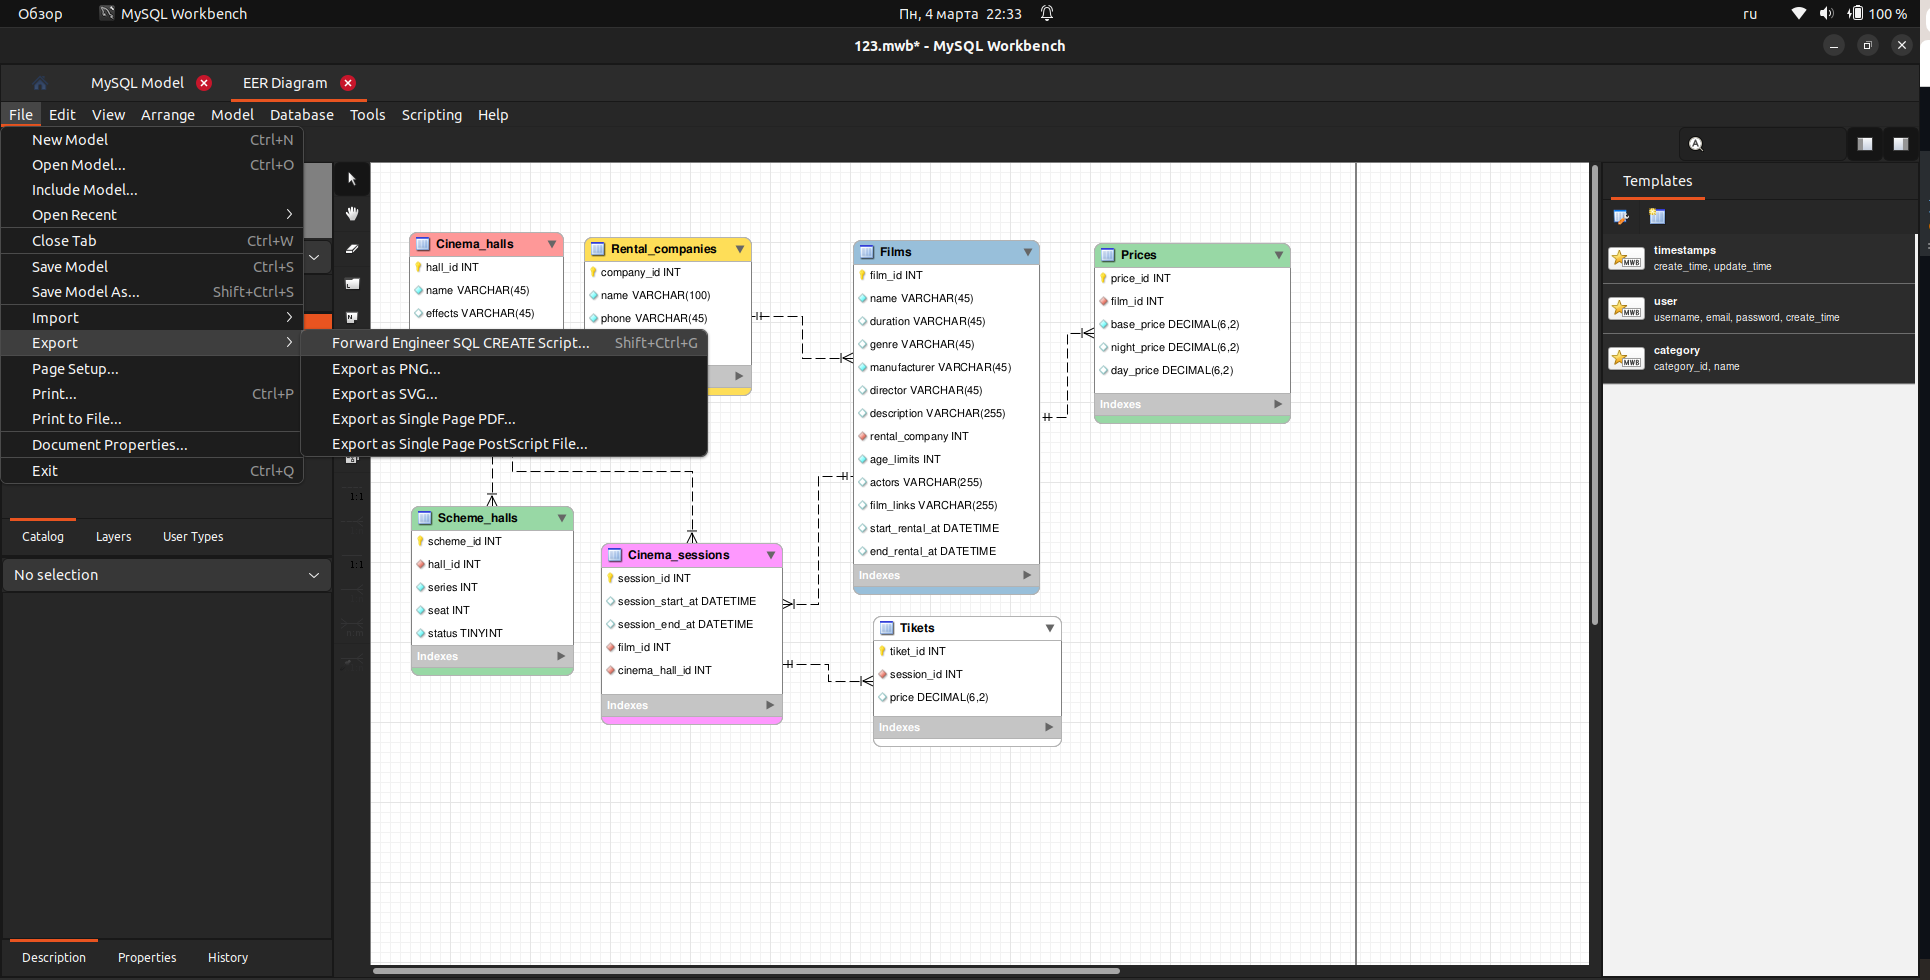 Обзор
MySQL Workbench
Пн, 4 марта 22:33
ru
100 %
123.mwb* - MySQL Workbench
MySQL Model
EER Diagram
File Edit View Arrange Model Database Tools Scripting Help
New Model Ctrl+N
Open Model... Ctrl+O
Include Model...
Open Recent
Close Tab Ctrl+W
Save Model Ctrl+S
Save Model As... Shift+Ctrl+S
Import
Export
Page Setup...
Print... Ctrl+P
Print to File...
Document Properties...
Exit Ctrl+Q
Forward Engineer SQL CREATE Script... Shift+Ctrl+G
Export as PNG...
Export as SVG...
Export as Single Page PDF...
Export as Single Page PostScript File...
Catalog Layers User Types
No selection
Description Properties History
1:1
1:1
Cinema_halls
hall_id INT
name VARCHAR(45)
effects VARCHAR(45)
Rental_companies
company_id INT
name VARCHAR(100)
phone VARCHAR(45)
Films
film_id INT
name VARCHAR(45)
duration VARCHAR(45)
genre VARCHAR(45)
manufacturer VARCHAR(45)
director VARCHAR(45)
description VARCHAR(255)
rental_company INT
age_limits INT
actors VARCHAR(255)
film_links VARCHAR(255)
start_rental_at DATETIME
end_rental_at DATETIME
Indexes
Prices
price_id INT
film_id INT
base_price DECIMAL(6,2)
night_price DECIMAL(6,2)
day_price DECIMAL(6,2)
Indexes
Scheme_halls
scheme_id INT
hall_id INT
series INT
seat INT
status TINYINT
Indexes
Cinema_sessions
session_id INT
session_start_at DATETIME
session_end_at DATETIME
film_id INT
cinema_hall_id INT
Indexes
Tikets
tiket_id INT
session_id INT
price DECIMAL(6,2)
Indexes
Templates
MWB
timestamps
create_time, update_time
MWB
user
username, email, password, create_time
MWB
category
category_id, name